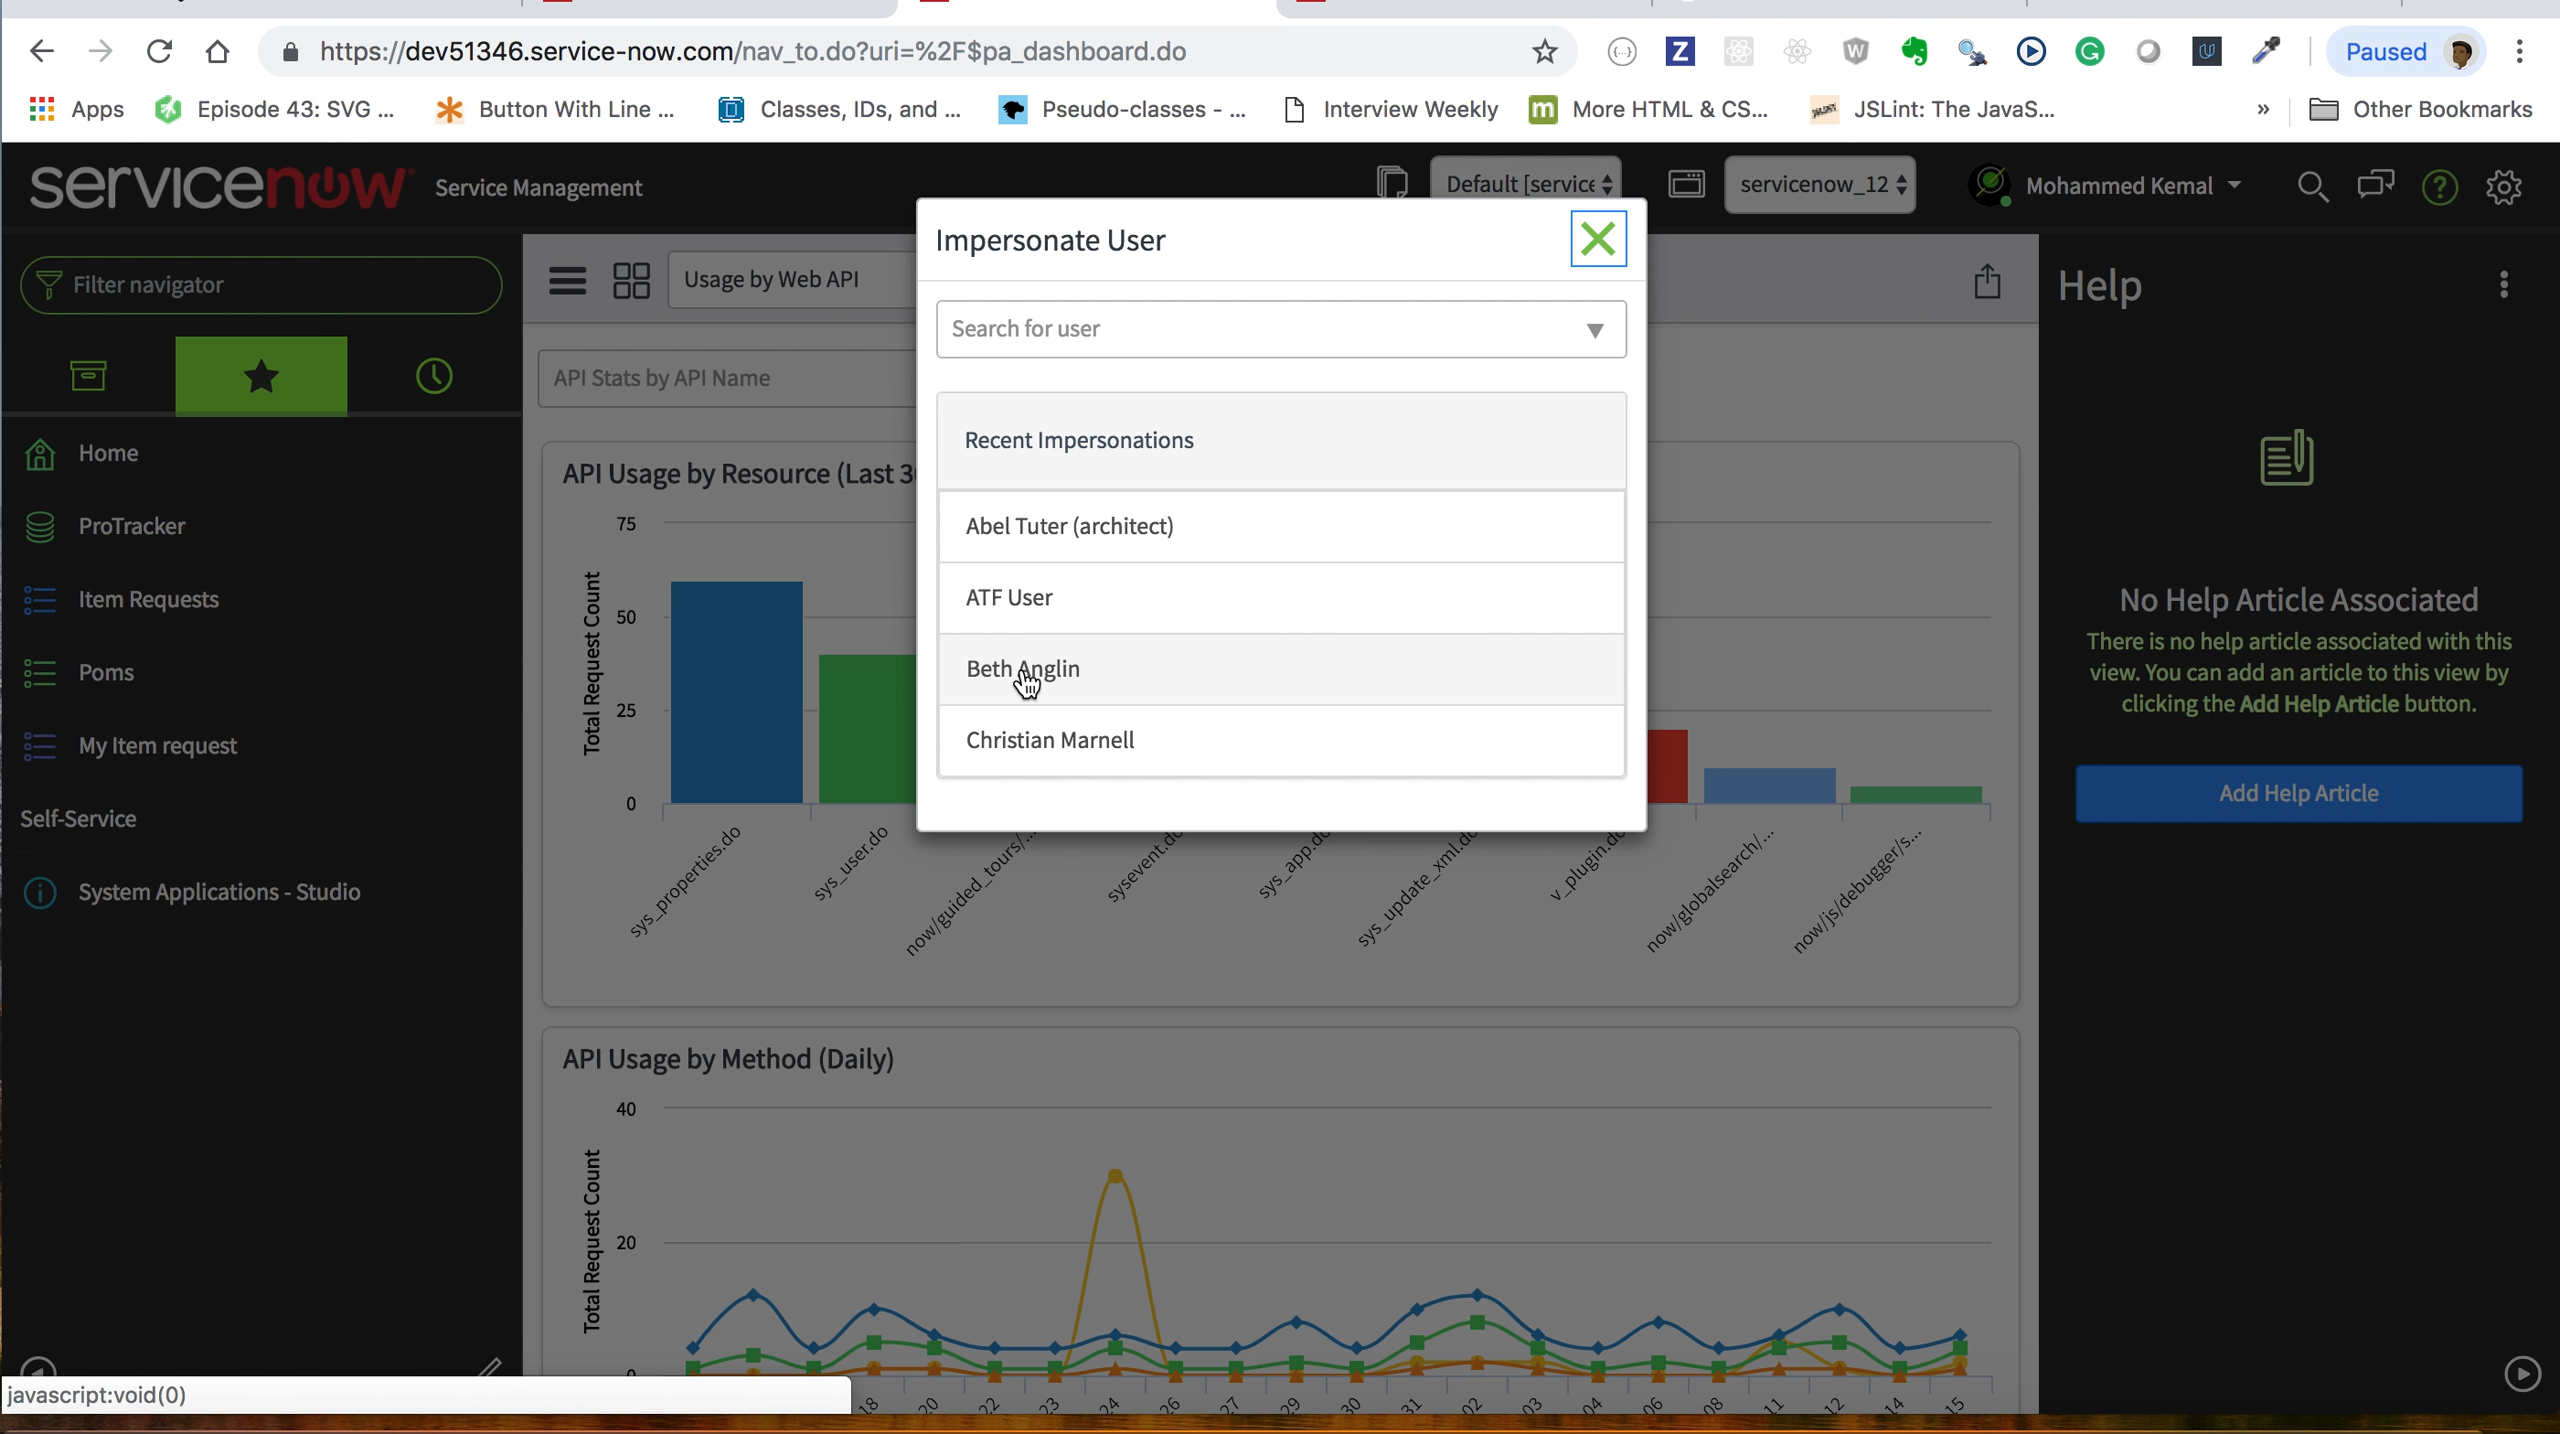 https://dev51346.service-now.com/nav_to.do?uri=%2F$pa_dashboard.do
Paused
Apps
Episode 43: SVG ...
Button With Line ...
Classes, IDs, and ...
Pseudo-classes - ...
Interview Weekly
More HTML & CS...
JSLint: The JavaS...
»
Other Bookmarks
servicenow
Service Management
Default [service
servicenow_12
Mohammed Kemal
Filter navigator
Home
ProTracker
Item Requests
Poms
My Item request
Self-Service
System Applications - Studio
Usage by Web API
API Stats by API Name
Impersonate User
Search for user
Recent Impersonations
Abel Tuter (architect)
ATF User
Beth Anglin
Christian Marnell
API Usage by Resource (Last 3
Total Request Count
75
50
25
0
sys_properties.do
sys_user.do
now/guided_tours/...
sysevent.do
sys_app.do
sys_update_xml.do
v_plugin.do
now/globalsearch/...
now/js/debugger/s...
API Usage by Method (Daily)
Total Request Count
40
20
0
18
20
22
23
24
26
27
29
30
31
02
03
04
06
08
11
12
14
15
Help
No Help Article Associated
There is no help article associated with this
view. You can add an article to this view by
clicking the Add Help Article button.
Add Help Article
javascript:void(0)